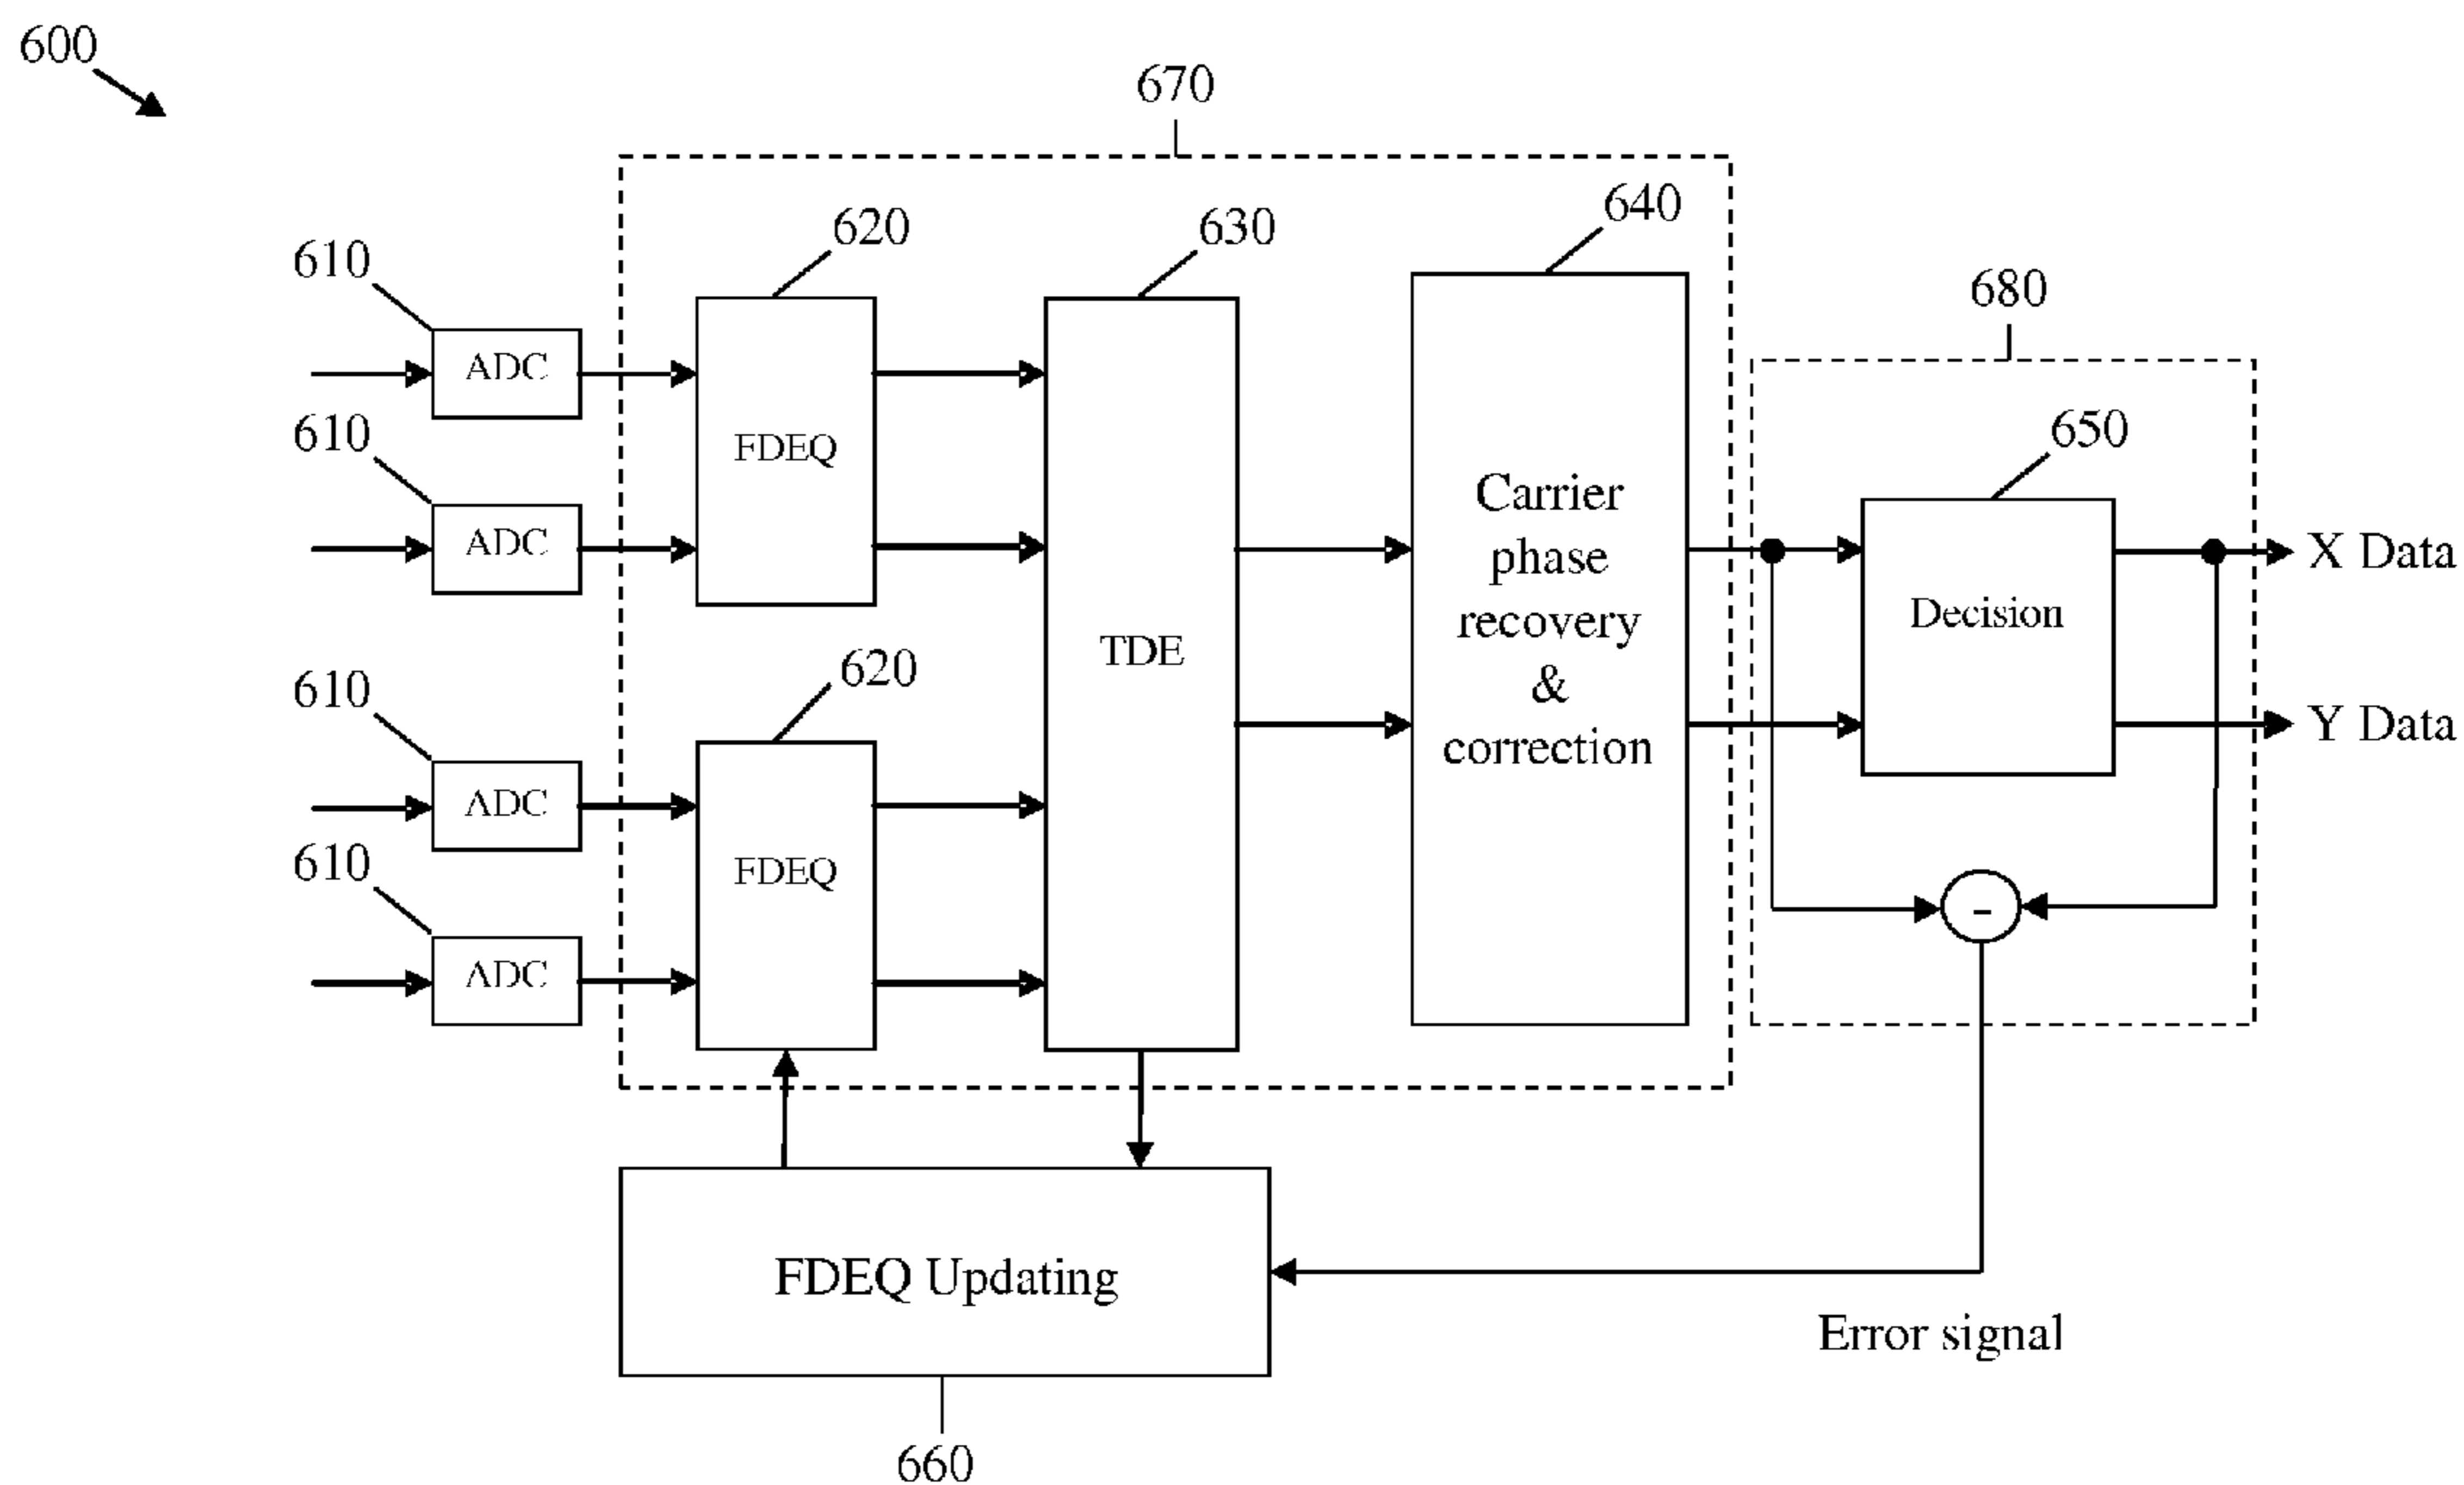 600
670
640
620
630
610
680
ADC
610
650
FDEQ
Carrier
phase
recovery
&
correction
ADC
X Data
Decision
TDE
620
610
Y Data
ADC
610
FDEQ
-
ADC
FDEQ Updating
Error signal
660